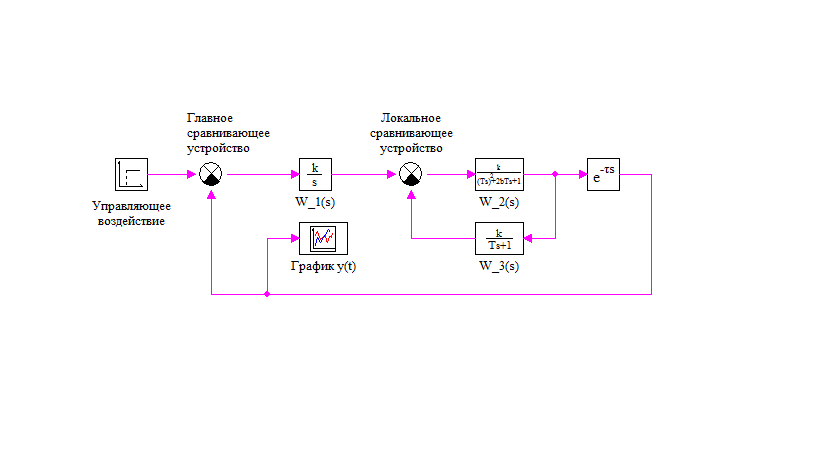 Главное
сравнивающее
устройство
Локальное
сравнивающее
устройство
k
s
k
(Ts)²+2bTs+1
e^-τs
Управляющее
воздействие
W_1(s)
W_2(s)
k
Ts+1
График y(t)
W_3(s)